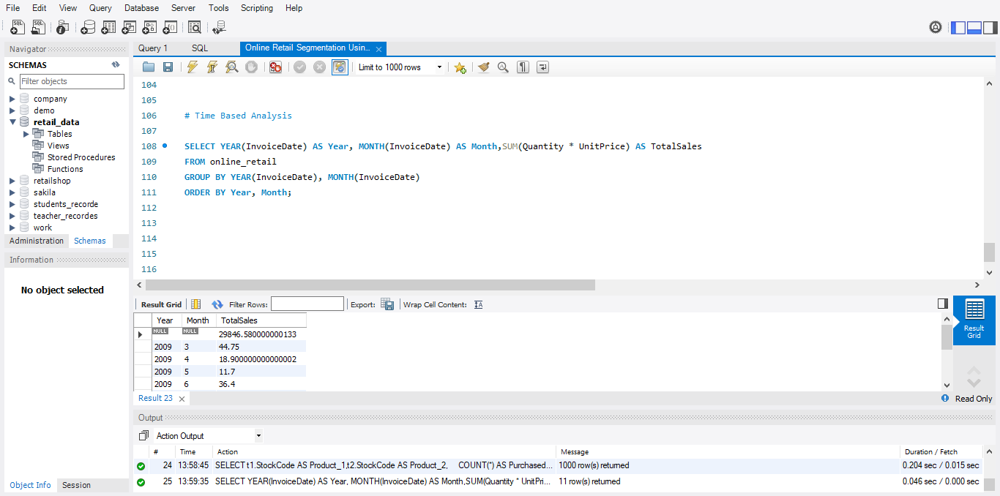 File Edit View Query Database Server Tools Scripting Help
Navigator
SCHEMAS
Filter objects
company
demo
retail_data
Tables
Views
Stored Procedures
Functions
retailshop
sakila
students_recorde
teacher_recordes
work
Administration Schemas
Information
No object selected
Object Info Session
Query 1 SQL Online Retail Segmentation Usin...
Limit to 1000 rows
104
105
106 # Time Based Analysis
107
108 SELECT YEAR(InvoiceDate) AS Year, MONTH(InvoiceDate) AS Month,SUM(Quantity * UnitPrice) AS TotalSales
109 FROM online_retail
110 GROUP BY YEAR(InvoiceDate), MONTH(InvoiceDate)
111 ORDER BY Year, Month;
112
113
114
115
116
Result Grid Filter Rows: Export: Wrap Cell Content:
Year Month TotalSales
NULL NULL 29846.580000000133
2009 3 44.75
2009 4 18.900000000000002
2009 5 11.7
2009 6 36.4
Result Grid
Result 23
Read Only
Output
Action Output
# Time Action Message Duration / Fetch
24 13:58:45 SELECT t1.StockCode AS Product_1,t2.StockCode AS Product_2, COUNT(*) AS Purchased... 1000 row(s) returned 0.204 sec / 0.015 sec
25 13:59:35 SELECT YEAR(InvoiceDate) AS Year, MONTH(InvoiceDate) AS Month,SUM(Quantity * UnitPri... 11 row(s) returned 0.046 sec / 0.000 sec